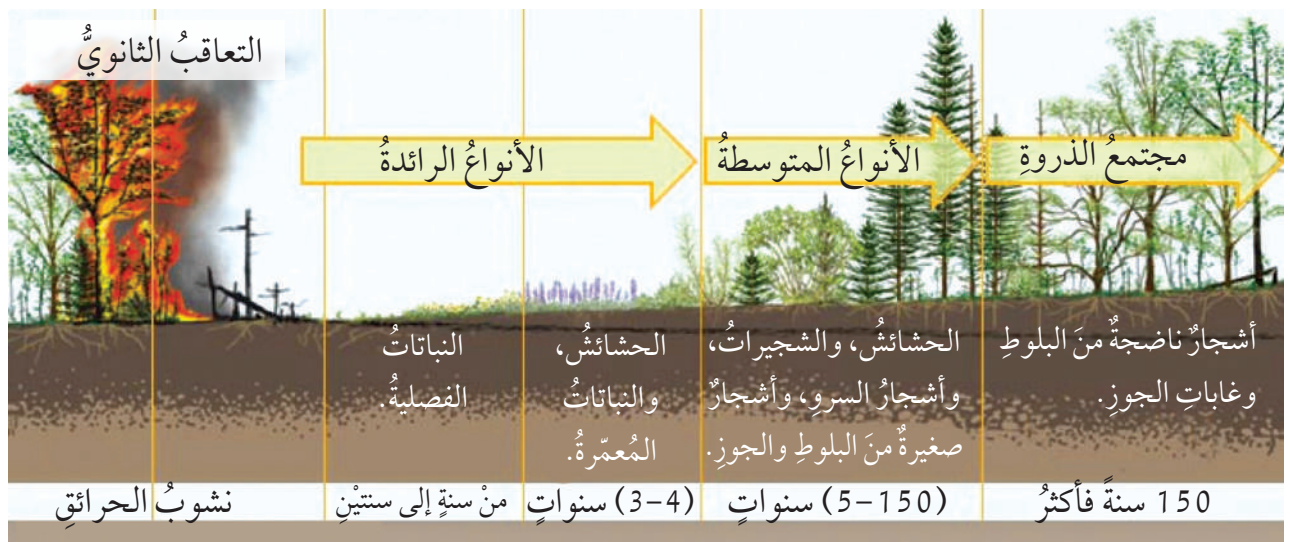 التعاقبُ الثانويُّ
الأنواعُ الرائدةُ
الأنواعُ المتوسطةُ
مجتمعُ الذروةِ
النباتاتُ
الفصليةُ.
الحشائشُ،
والنباتاتُ
المُعمّرةُ.
الحشائشُ، والشجيراتُ،
وأشجارُ السروِ، وأشجارٌ
صغيرةٌ منَ البلوطِ والجوزِ.
أشجارٌ ناضجةٌ منَ البلوطِ
وغاباتِ الجوزِ.
نشوبُ الحرائقِ
منْ سنةٍ إلى سنتيْنِ
(3-4) سنواتٍ
(5-150) سنواتٍ
150 سنةً فأكثرُ